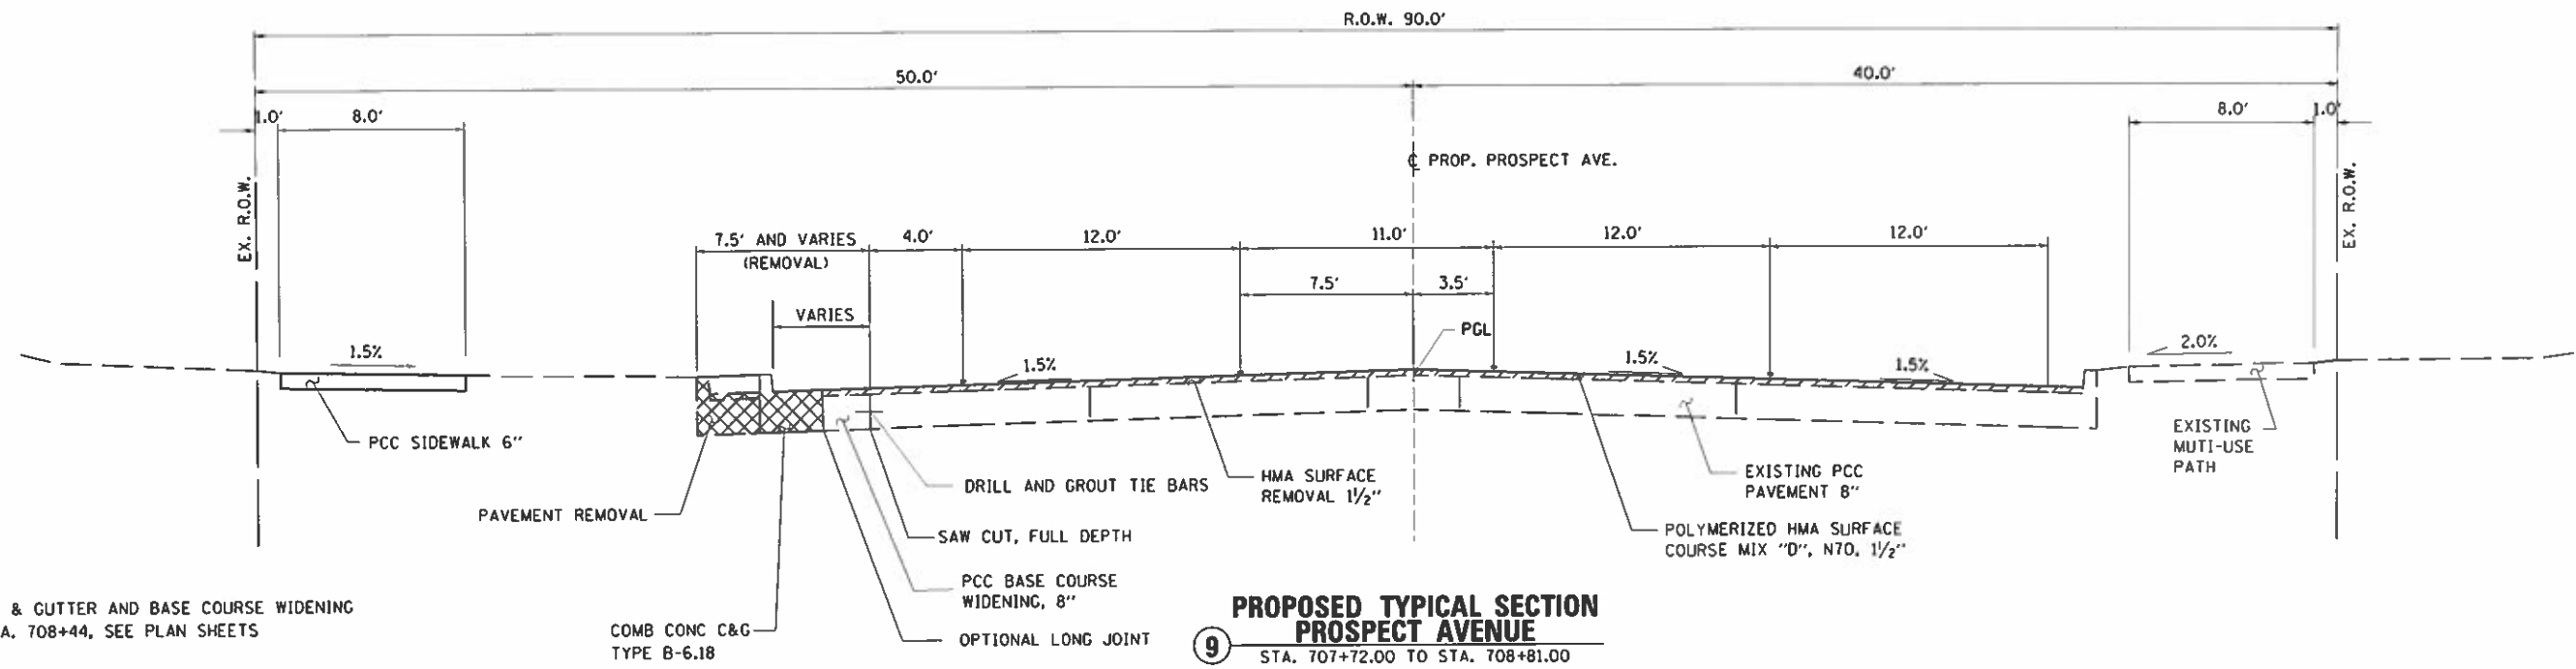 R.O.W. 90.0'
50.0'
40.0'
1.0'
8.0'
8.0'
1.0'
℄ PROP. PROSPECT AVE.
EX. R.O.W.
EX. R.O.W.
7.5' AND VARIES
(REMOVAL)
4.0'
12.0'
11.0'
12.0'
12.0'
7.5'
3.5'
VARIES
PGL
1.5%
1.5%
1.5%
1.5%
2.0%
PCC SIDEWALK 6"
PAVEMENT REMOVAL
DRILL AND GROUT TIE BARS
HMA SURFACE
REMOVAL 1½"
EXISTING PCC
PAVEMENT 8"
EXISTING
MUTI-USE
PATH
SAW CUT, FULL DEPTH
POLYMERIZED HMA SURFACE
COURSE MIX "D", N70, 1½"
PCC BASE COURSE
WIDENING, 8"
& GUTTER AND BASE COURSE WIDENING
A. 708+44, SEE PLAN SHEETS
COMB CONC C&G
TYPE B-6.18
OPTIONAL LONG JOINT
PROPOSED TYPICAL SECTION
PROSPECT AVENUE
9
STA. 707+72.00 TO STA. 708+81.00